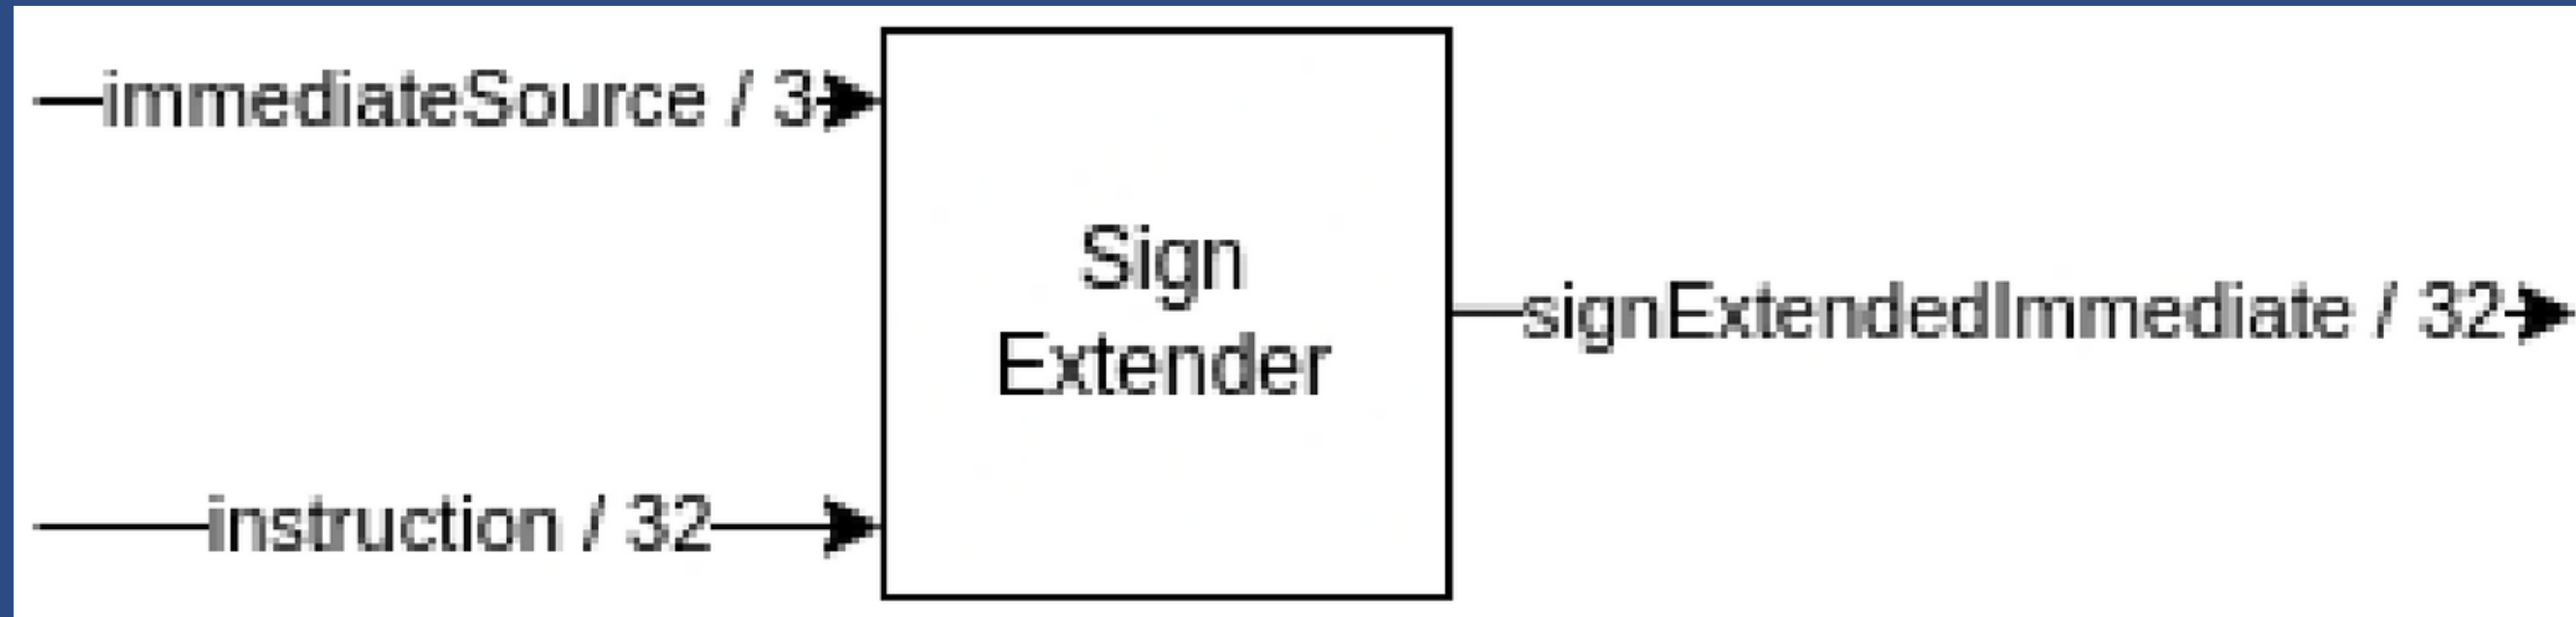 immediateSource / 3
Sign
Extender
signExtendedImmediate / 32
instruction / 32